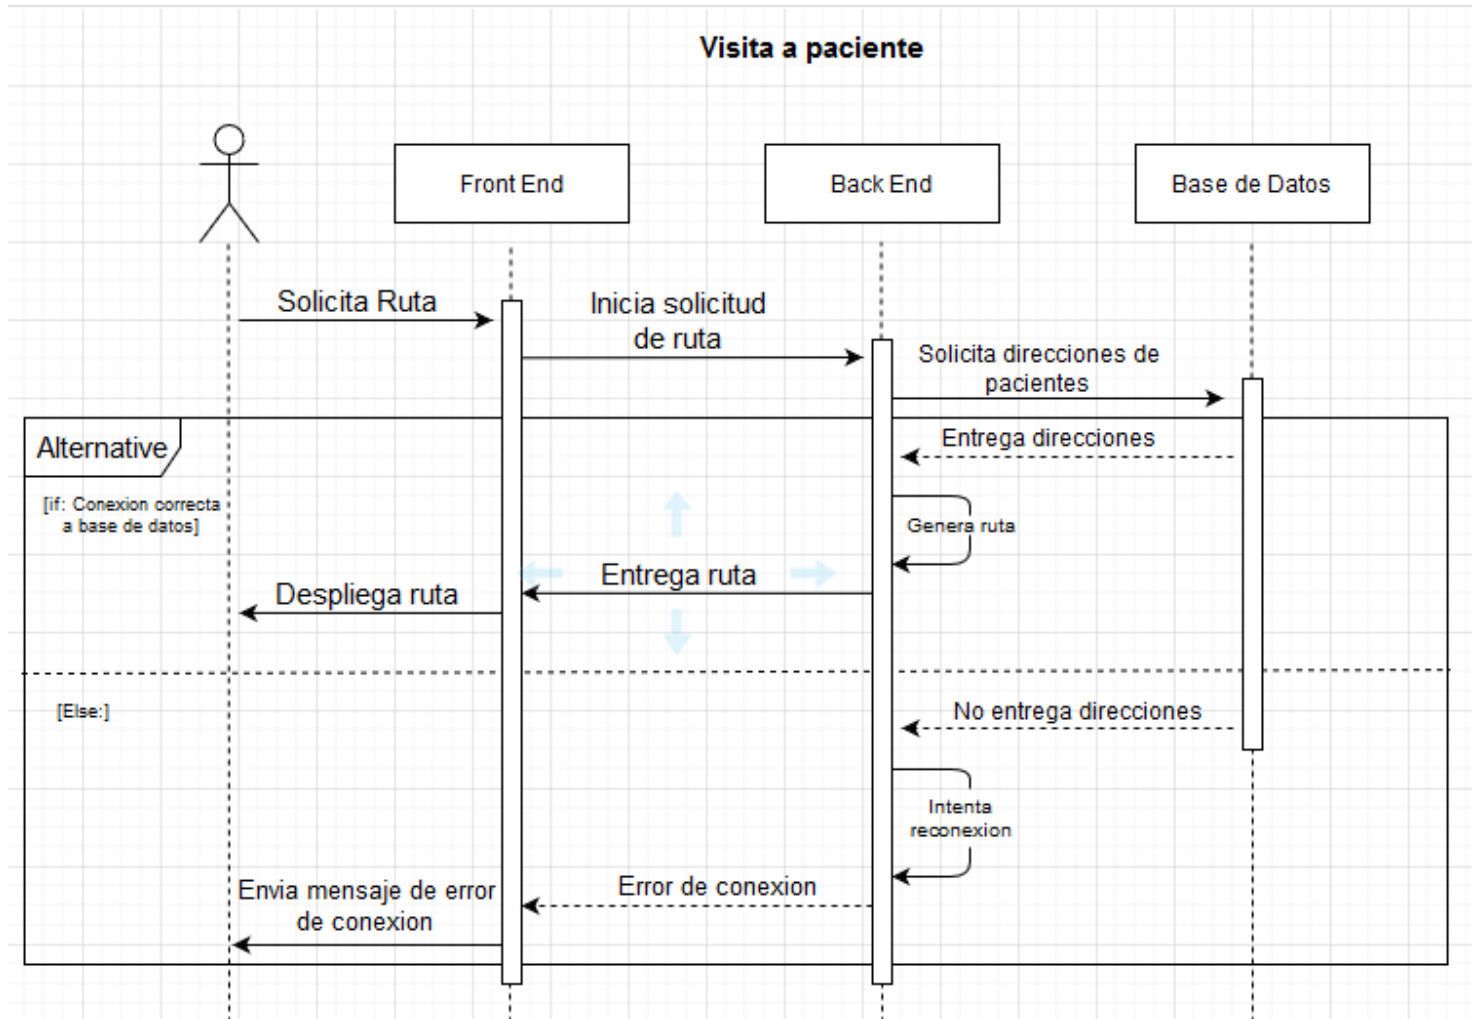 Visita a paciente
Front End
Back End
Base de Datos
Solicita Ruta
Inicia solicitud
de ruta
Solicita direcciones de
pacientes
Alternative
Entrega direcciones
[if: Conexion correcta
a base de datos]
Genera ruta
Entrega ruta
Despliega ruta
[Else:]
No entrega direcciones
Intenta
reconexion
Error de conexion
Envia mensaje de error
de conexion